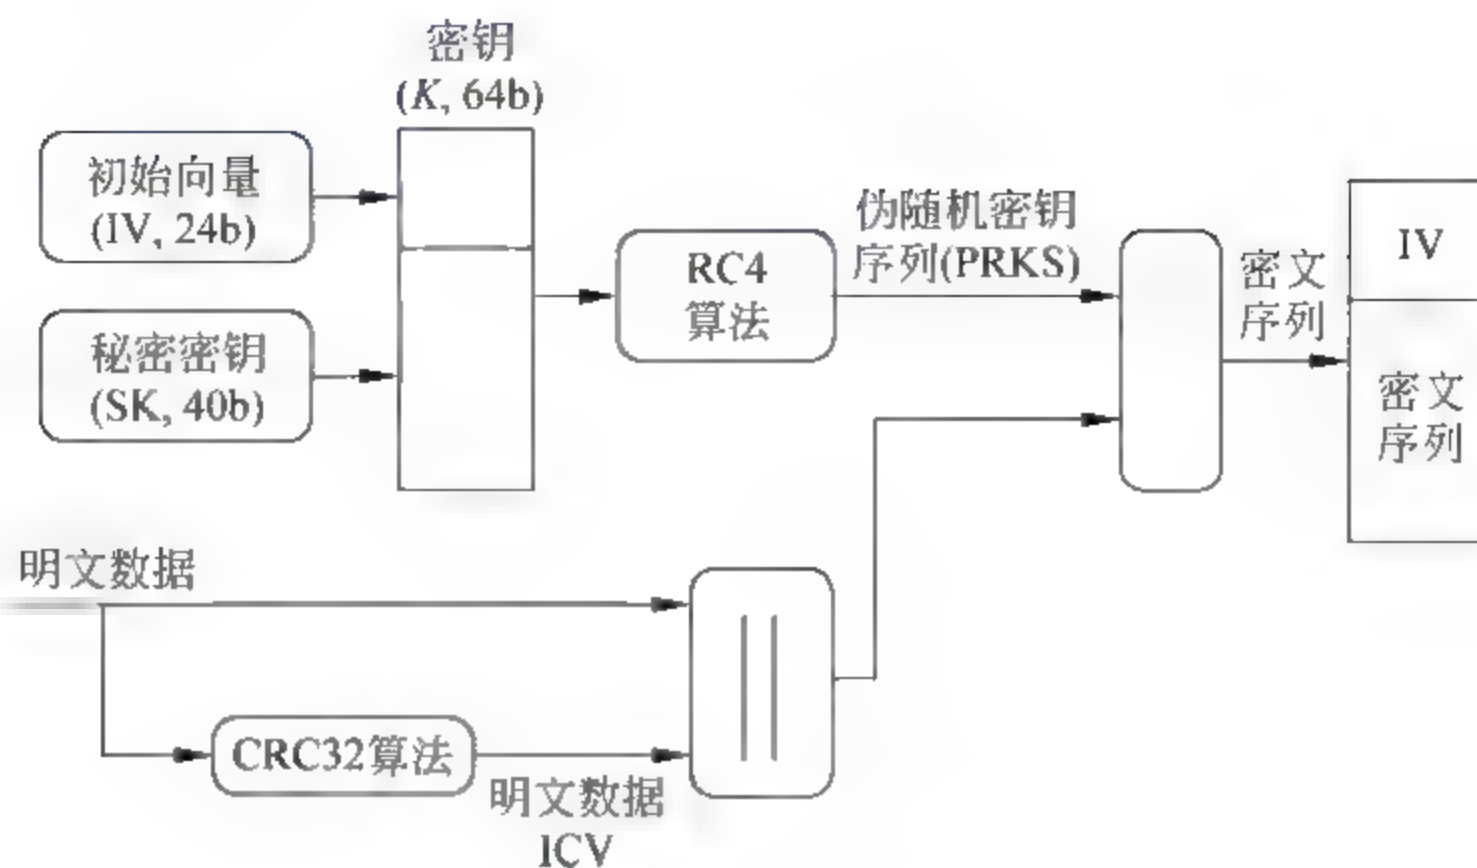 密钥
(K, 64b)
初始向量
(IV, 24b)
秘密密钥
(SK, 40b)
RC4
算法
伪随机密钥
序列(PRKS)
密文
序列
IV
密文
序列
明文数据
CRC32算法
明文数据
ICV